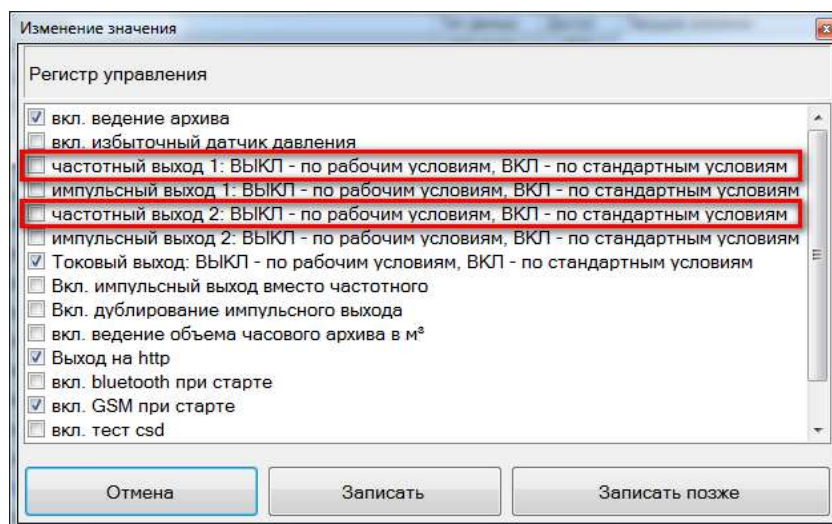 Изменение значения
Регистр управления
вкл. ведение архива
вкл. избыточный датчик давления
частотный выход 1: ВЫКЛ - по рабочим условиям, ВКЛ - по стандартным условиям
импульсный выход 1: ВЫКЛ - по рабочим условиям, ВКЛ - по стандартным условиям
частотный выход 2: ВЫКЛ - по рабочим условиям, ВКЛ - по стандартным условиям
импульсный выход 2: ВЫКЛ - по рабочим условиям, ВКЛ - по стандартным условиям
Токовый выход: ВЫКЛ - по рабочим условиям, ВКЛ - по стандартным условиям
Вкл. импульсный выход вместо частотного
Вкл. дублирование импульсного выхода
вкл. ведение объема часового архива в м³
Выход на http
вкл. bluetooth при старте
вкл. GSM при старте
вкл. тест csd
Отмена Записать Записать позже